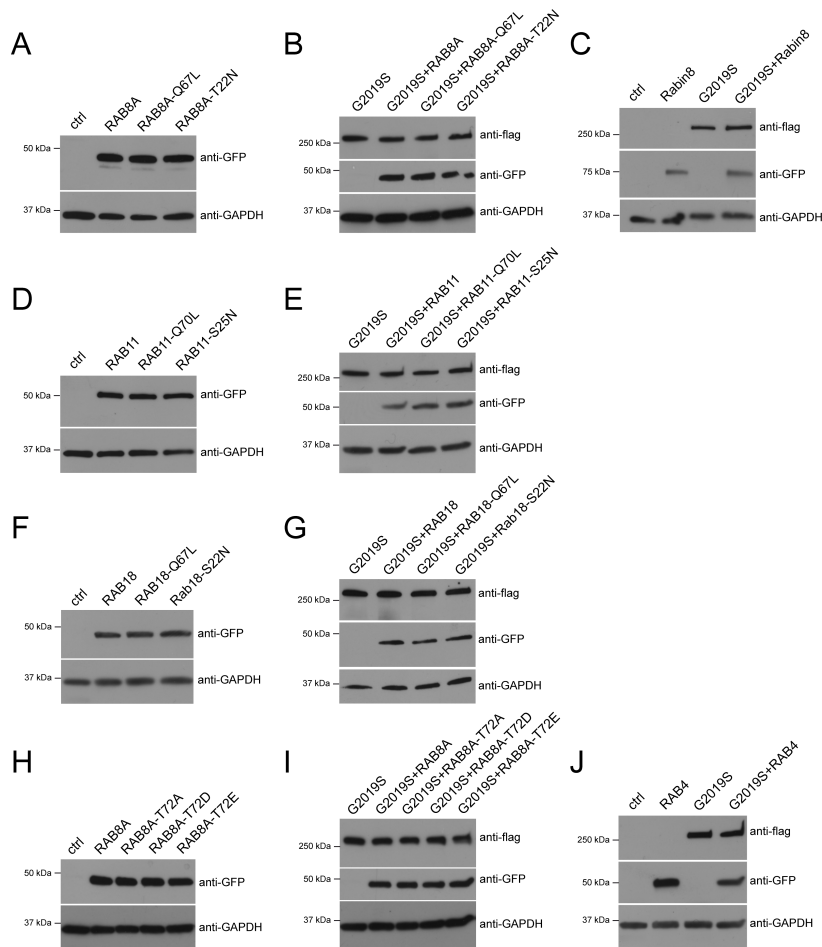 A
ctrl
RAB8A
RAB8A-Q67L
RAB8A-T22N
50 kDa
anti-GFP
37 kDa
anti-GAPDH
B
G2019S
G2019S+RAB8A
G2019S+RAB8A-Q67L
G2019S+RAB8A-T22N
250 kDa
anti-flag
50 kDa
anti-GFP
37 kDa
anti-GAPDH
C
ctrl
Rabin8
G2019S
G2019S+Rabin8
250 kDa
anti-flag
75 kDa
anti-GFP
37 kDa
anti-GAPDH
D
ctrl
RAB11
RAB11-Q70L
RAB11-S25N
50 kDa
anti-GFP
37 kDa
anti-GAPDH
E
G2019S
G2019S+RAB11
G2019S+RAB11-Q70L
G2019S+RAB11-S25N
250 kDa
anti-flag
50 kDa
anti-GFP
37 kDa
anti-GAPDH
F
ctrl
RAB18
RAB18-Q67L
Rab18-S22N
50 kDa
anti-GFP
37 kDa
anti-GAPDH
G
G2019S
G2019S+RAB18
G2019S+RAB18-Q67L
G2019S+Rab18-S22N
250 kDa
anti-flag
50 kDa
anti-GFP
37 kDa
anti-GAPDH
H
ctrl
RAB8A
RAB8A-T72A
RAB8A-T72D
RAB8A-T72E
50 kDa
anti-GFP
37 kDa
anti-GAPDH
I
G2019S
G2019S+RAB8A
G2019S+RAB8A-T72A
G2019S+RAB8A-T72D
G2019S+RAB8A-T72E
250 kDa
anti-flag
50 kDa
anti-GFP
37 kDa
anti-GAPDH
J
ctrl
RAB4
G2019S
G2019S+RAB4
250 kDa
anti-flag
50 kDa
anti-GFP
37 kDa
anti-GAPDH